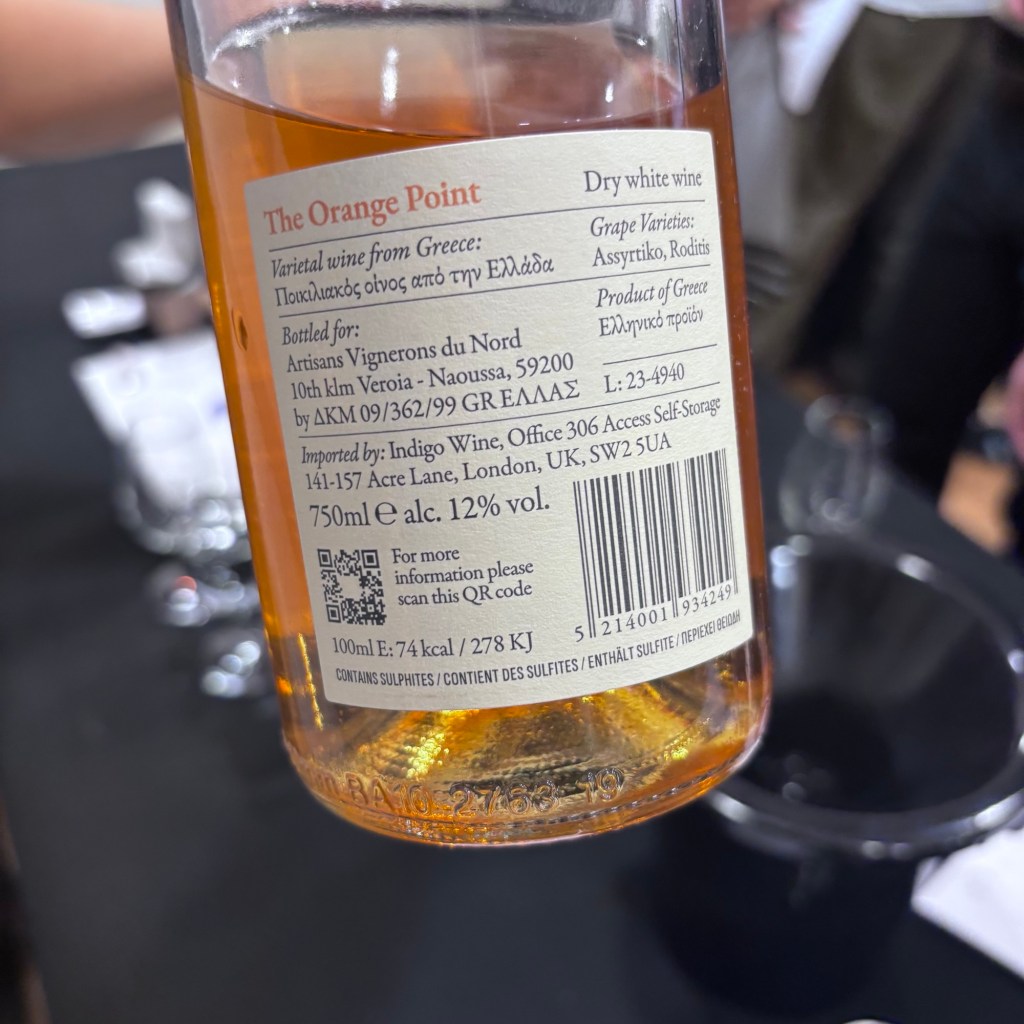 The Orange Point
Dry white wine
Varietal wine from Greece:
Ποικιλιακός οίνος από την Ελλάδα
Grape Varieties:
Assyrtiko, Roditis
Product of Greece
Ελληνικό προϊόν
Bottled for:
Artisans Vignerons du Nord
10th klm Veroia - Naoussa, 59200
by ΔΚΜ 09/362/99 GR ΕΛΛΑΣ
L: 23-4940
Imported by: Indigo Wine, Office 306 Access Self-Storage
141-157 Acre Lane, London, UK, SW2 5UA
750ml ℮ alc. 12% vol.
For more
information please
scan this QR code
5 214001 934249
100ml E: 74 kcal / 278 KJ
CONTAINS SULPHITES / CONTIENT DES SULFITES / ENTHÄLT SULFITE / ΠΕΡΙΕΧΕΙ ΘΕΙΩΔΗ
BA